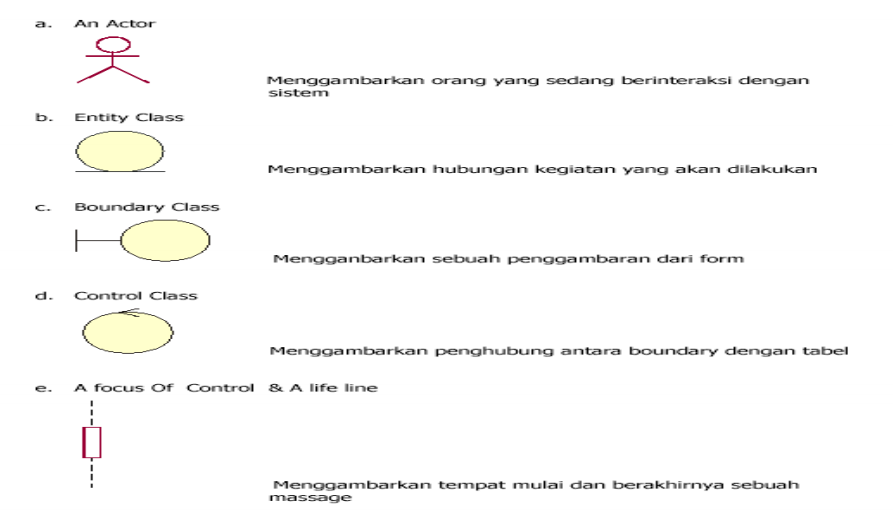 a. An Actor
Menggambarkan orang yang sedang berinteraksi dengan
sistem
b. Entity Class
Menggambarkan hubungan kegiatan yang akan dilakukan
c. Boundary Class
Mengganbarkan sebuah penggambaran dari form
d. Control Class
Menggambarkan penghubung antara boundary dengan tabel
e. A focus Of Control & A life line
Menggambarkan tempat mulai dan berakhirnya sebuah
massage